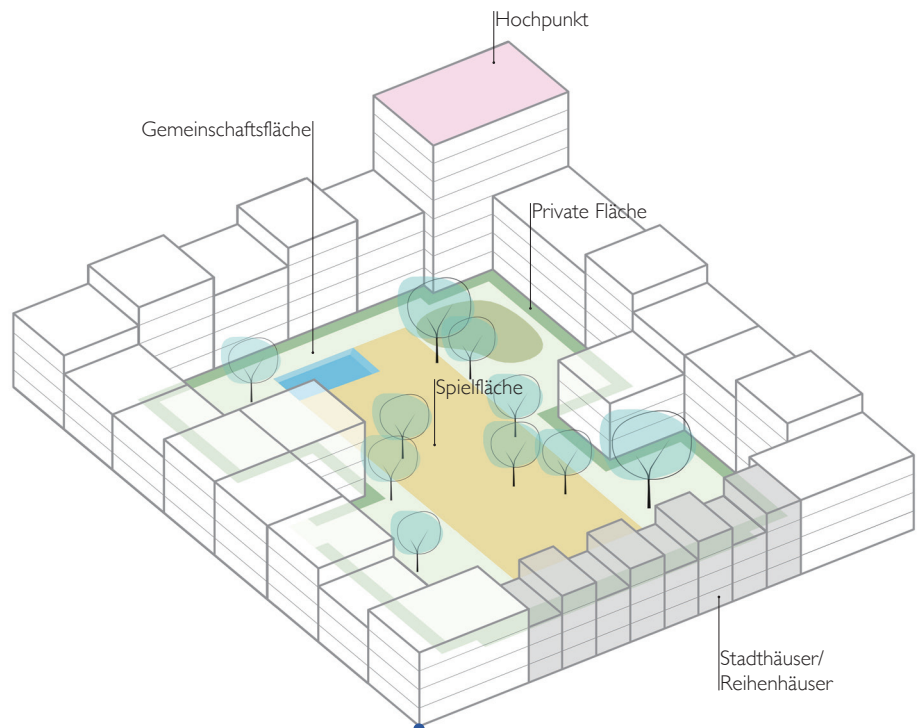 Hochpunkt
Gemeinschaftsfläche
Private Fläche
Spielfläche
Stadthäuser/
Reihenhäuser